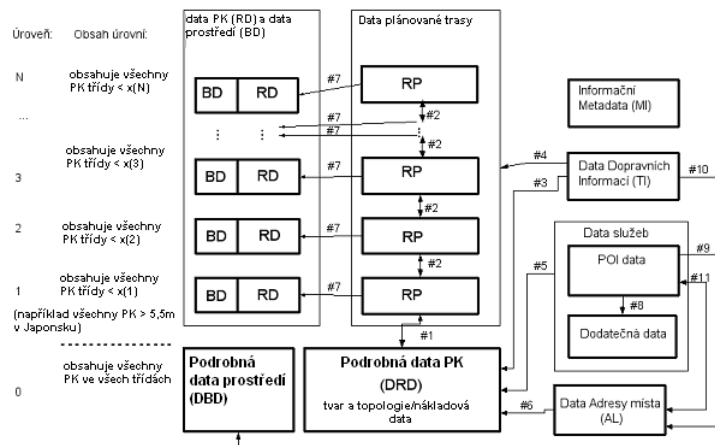 Úroveň:
Obsah úrovní:
data PK (RD) a data
prostředí (BD)
Data plánované trasy
N
obsahuje všechny
PK třídy < x(N)
BD
RD
#7
RP
#2
...
#7
#7
#2
obsahuje všechny
PK třídy < x(3)
3
BD
RD
#7
RP
#2
2
obsahuje všechny
PK třídy < x(2)
BD
RD
#7
RP
#2
1
obsahuje všechny
PK třídy < x(1)
(například všechny PK > 5,5m
v Japonsku)
BD
RD
#7
RP
#1
0
obsahuje všechny
PK ve všech třídách
Podrobná
data prostředí
(DBD)
Podrobná data PK
(DRD)
tvar a topologie/nákladová
data
Informační
Metadata (MI)
#4
#3
Data Dopravních
Informací (TI)
#10
Data služeb
#5
POI data
#9
#11
#8
Dodatečná data
#6
Data Adresy místa
(AL)